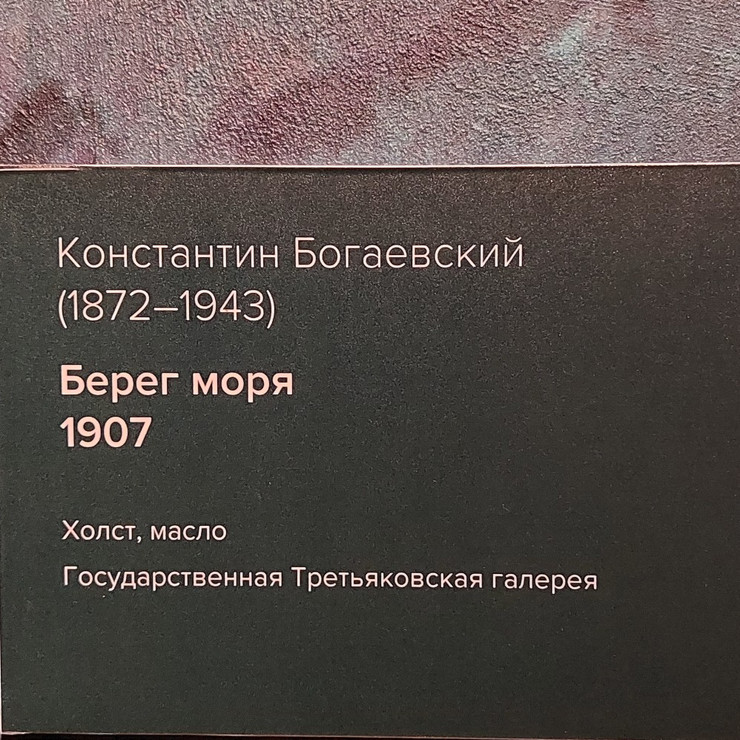 Константин Богаевский
(1872–1943)
Берег моря
1907
Холст, масло
Государственная Третьяковская галерея